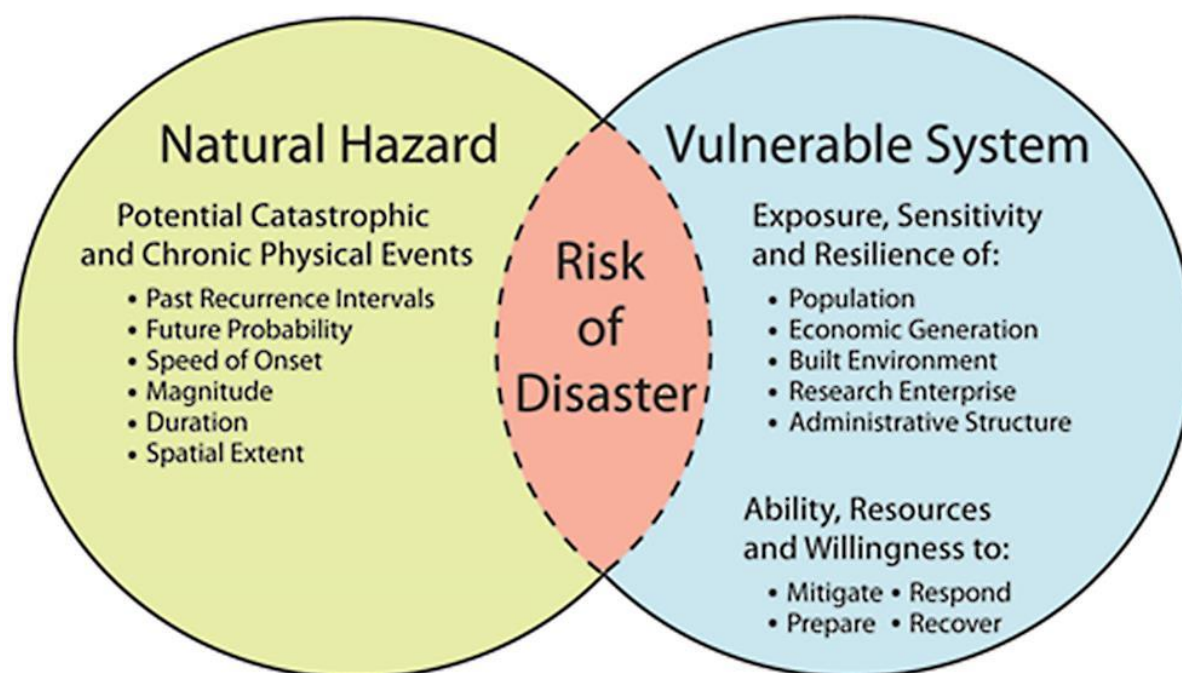 Natural Hazard
Potential Catastrophic
and Chronic Physical Events
• Past Recurrence Intervals
• Future Probability
• Speed of Onset
• Magnitude
• Duration
• Spatial Extent
Risk
of
Disaster
Vulnerable System
Exposure, Sensitivity
and Resilience of:
• Population
• Economic Generation
• Built Environment
• Research Enterprise
• Administrative Structure
Ability, Resources
and Willingness to:
• Mitigate • Respond
• Prepare • Recover